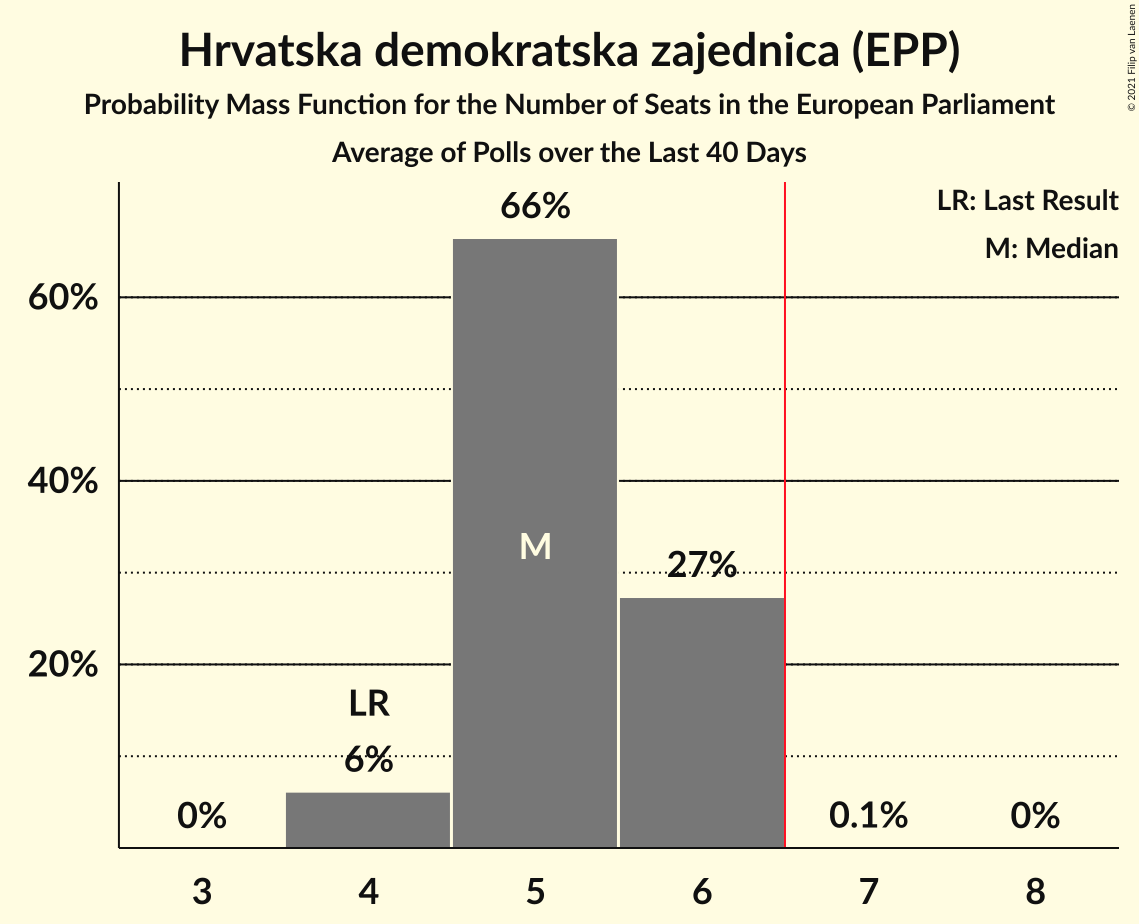 Hrvatska demokratska zajednica (EPP)
Probability Mass Function for the Number of Seats in the European Parliament
Average of Polls over the Last 40 Days
© 2021 Filip van Laenen
LR: Last Result
M: Median
66%
60%
40%
M
27%
20%
LR
6%
0%
0.1%
0%
3
4
5
6
7
8